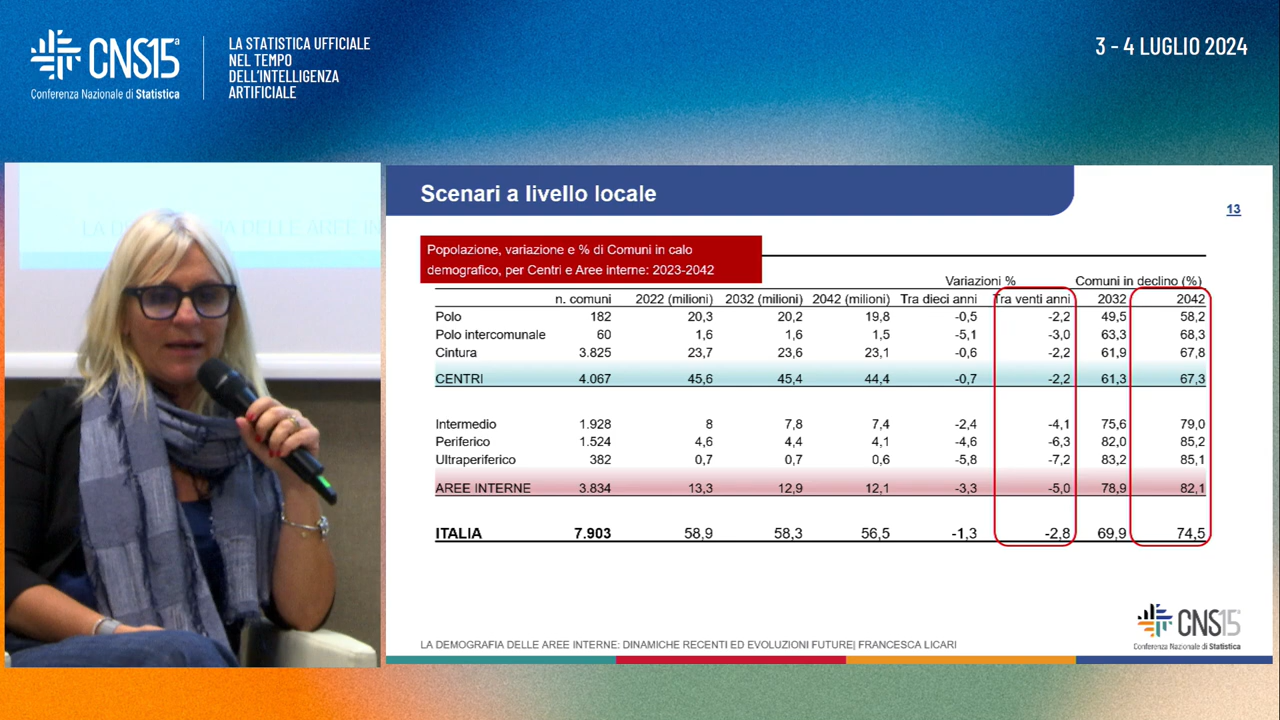 CNS15ª
Conferenza Nazionale di Statistica
LA STATISTICA UFFICIALE
NEL TEMPO
DELL'INTELLIGENZA
ARTIFICIALE
3 - 4 LUGLIO 2024
LA DEMOGRAFIA DELLE AREE IN
Scenari a livello locale
13
Popolazione, variazione e % di Comuni in calo
demografico, per Centri e Aree interne: 2023-2042
Variazioni % Comuni in declino (%)
n. comuni 2022 (milioni) 2032 (milioni) 2042 (milioni) Tra dieci anni Tra venti anni 2032 2042
Polo 182 20,3 20,2 19,8 -0,5 -2,2 49,5 58,2
Polo intercomunale 60 1,6 1,6 1,5 -5,1 -3,0 63,3 68,3
Cintura 3.825 23,7 23,6 23,1 -0,6 -2,2 61,9 67,8
CENTRI 4.067 45,6 45,4 44,4 -0,7 -2,2 61,3 67,3
Intermedio 1.928 8 7,8 7,4 -2,4 -4,1 75,6 79,0
Periferico 1.524 4,6 4,4 4,1 -4,6 -6,3 82,0 85,2
Ultraperiferico 382 0,7 0,7 0,6 -5,8 -7,2 83,2 85,1
AREE INTERNE 3.834 13,3 12,9 12,1 -3,3 -5,0 78,9 82,1
ITALIA 7.903 58,9 58,3 56,5 -1,3 -2,8 69,9 74,5
LA DEMOGRAFIA DELLE AREE INTERNE: DINAMICHE RECENTI ED EVOLUZIONI FUTURE| FRANCESCA LICARI
CNS15
Conferenza Nazionale di Statistica